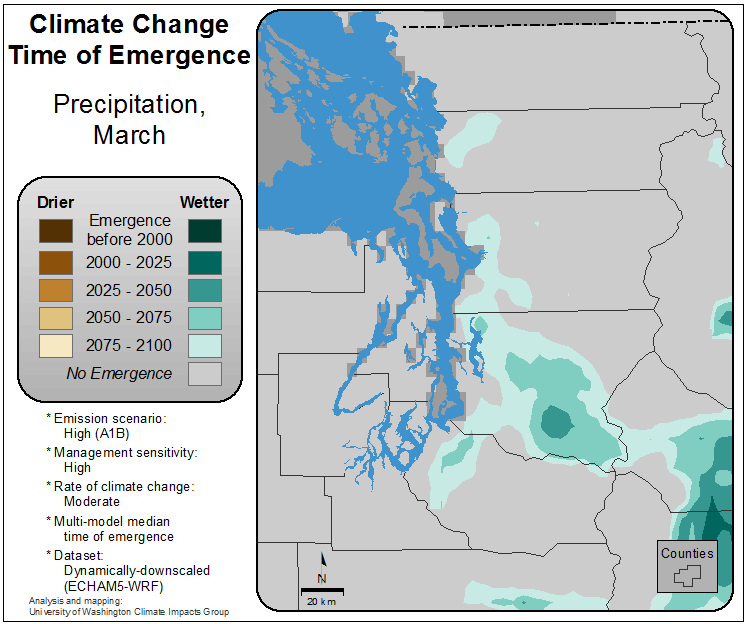 Climate Change
Time of Emergence
Precipitation,
March
Drier
Wetter
Emergence
before 2000
2000 - 2025
2025 - 2050
2050 - 2075
2075 - 2100
No Emergence
* Emission scenario:
High (A1B)
* Management sensitivity:
High
* Rate of climate change:
Moderate
* Multi-model median
time of emergence
* Dataset:
Dynamically-downscaled
(ECHAM5-WRF)
Analysis and mapping:
University of Washington Climate Impacts Group
N
20 km
Counties